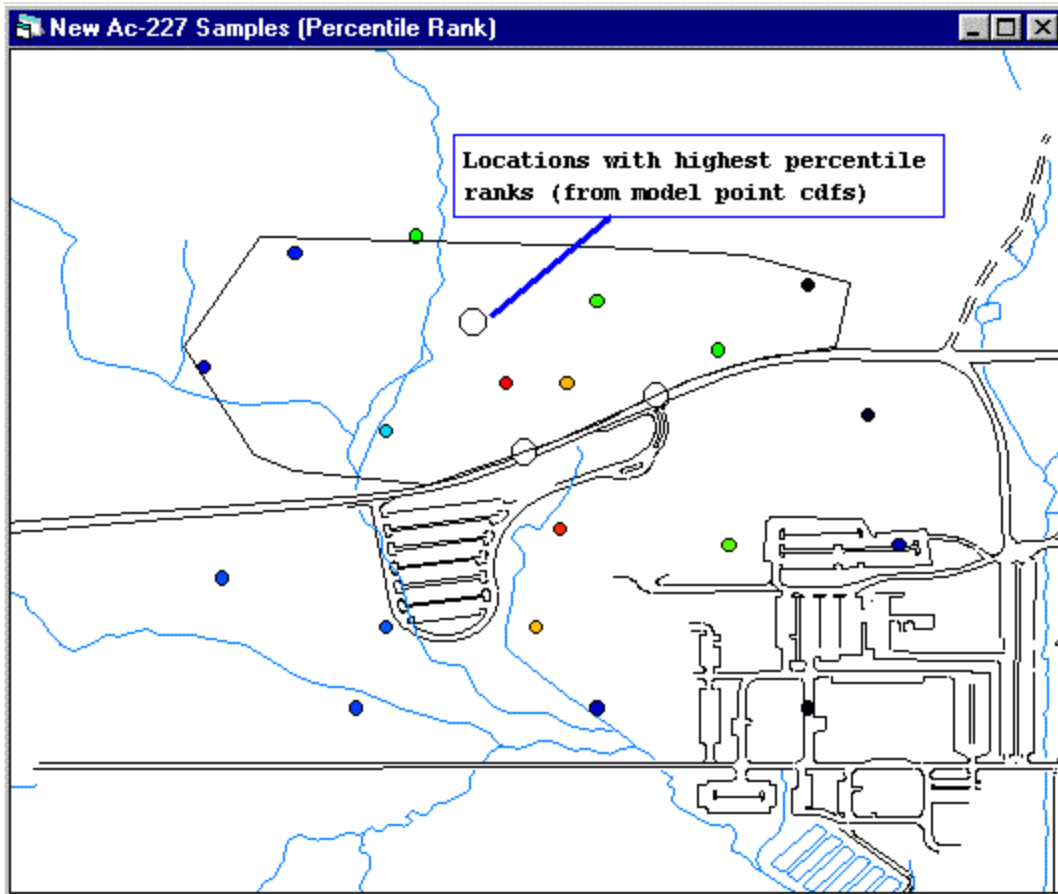 New Ac-227 Samples (Percentile Rank)
Locations with highest percentile
ranks (from model point cdfs)